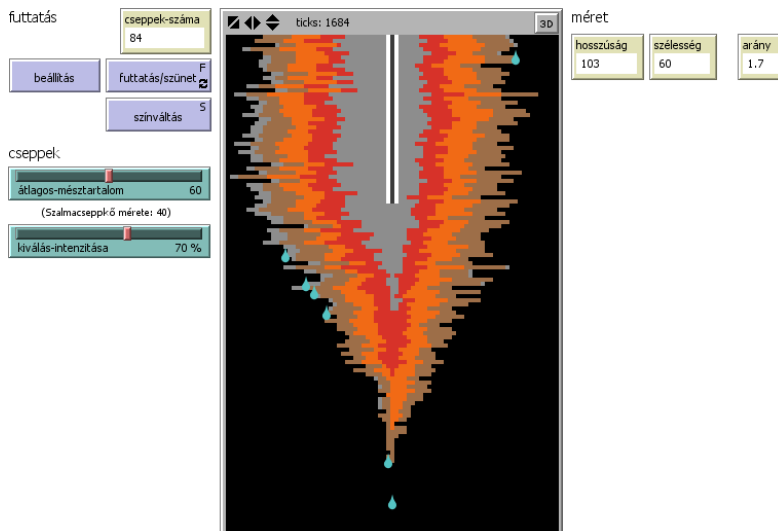 futtatás
cseppek-száma
84
beállítás
futtatás/szünet
F
színváltás
S
cseppek
átlagos-mésztartalom 60
(Szalmacseppkő mérete: 40)
kiválás-intenzitása 70 %
ticks: 1684
3D
méret
hosszúság
103
szélesség
60
arány
1.7